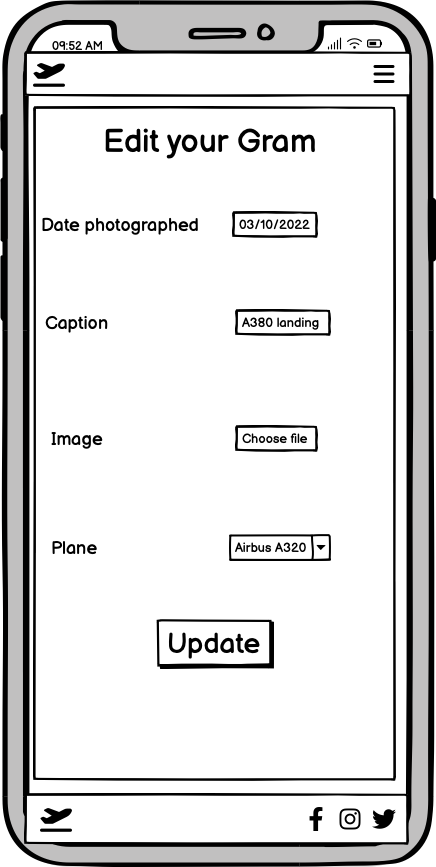 09:52 AM
Edit your Gram
Date photographed 03/10/2022
Caption A380 landing
Image Choose file
Plane Airbus A320
Update